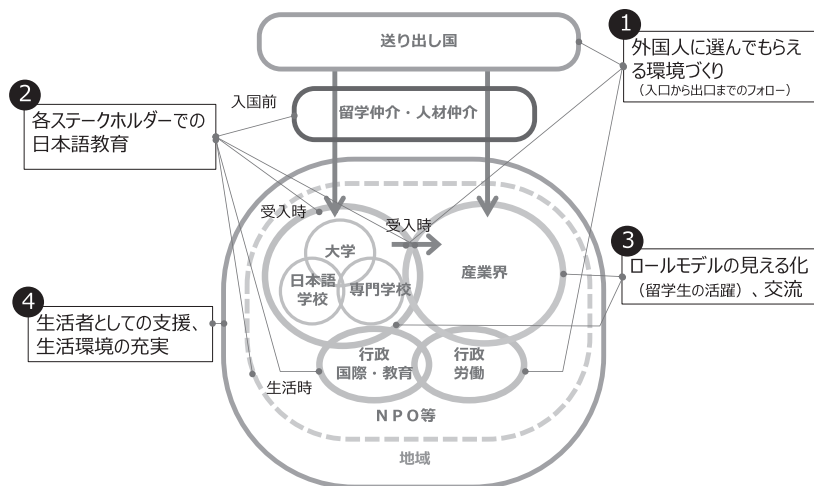 送り出し国
1
外国人に選んでもらえ
る環境づくり
(入口から出口までのフォロー)
2
入国前
留学仲介・人材仲介
各ステークホルダーでの
日本語教育
受入時
受入時
大学
日本語
学校
専門学校
産業界
3
ロールモデルの見える化
(留学生の活躍)、交流
4
生活者としての支援、
生活環境の充実
行政
国際・教育
行政
労働
生活時
ＮＰＯ等
地域